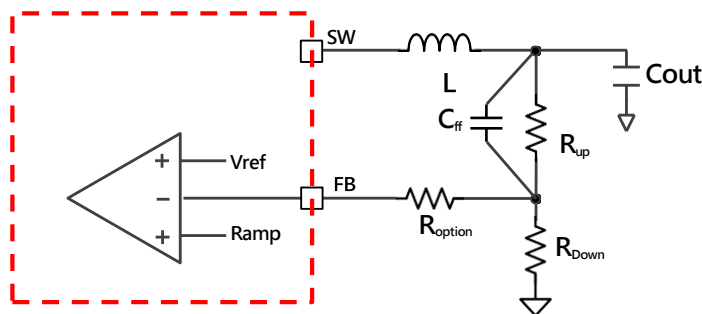 SW
L
Cout
Cff
Rup
+
Vref
−
FB
+
Ramp
Roption
RDown